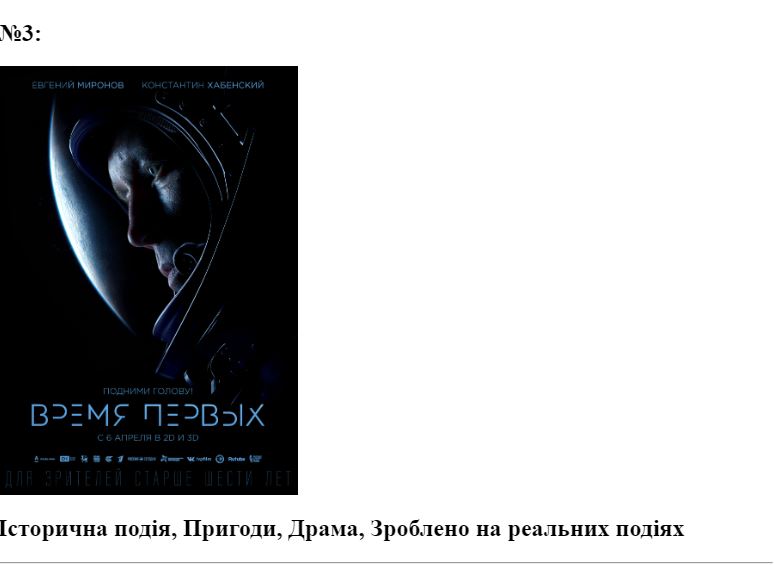 №3:
ЕВГЕНИЙ МИРОНОВ КОНСТАНТИН ХАБЕНСКИЙ
ПОДНИМИ ГОЛОВУ!
ВРЕМЯ ПЕРВЫХ
С 6 АПРЕЛЯ В 2D И 3D
Rutube
ДЛЯ ЗРИТЕЛЕЙ СТАРШЕ ШЕСТИ ЛЕТ
Історична подія, Пригоди, Драма, Зроблено на реальних подіях